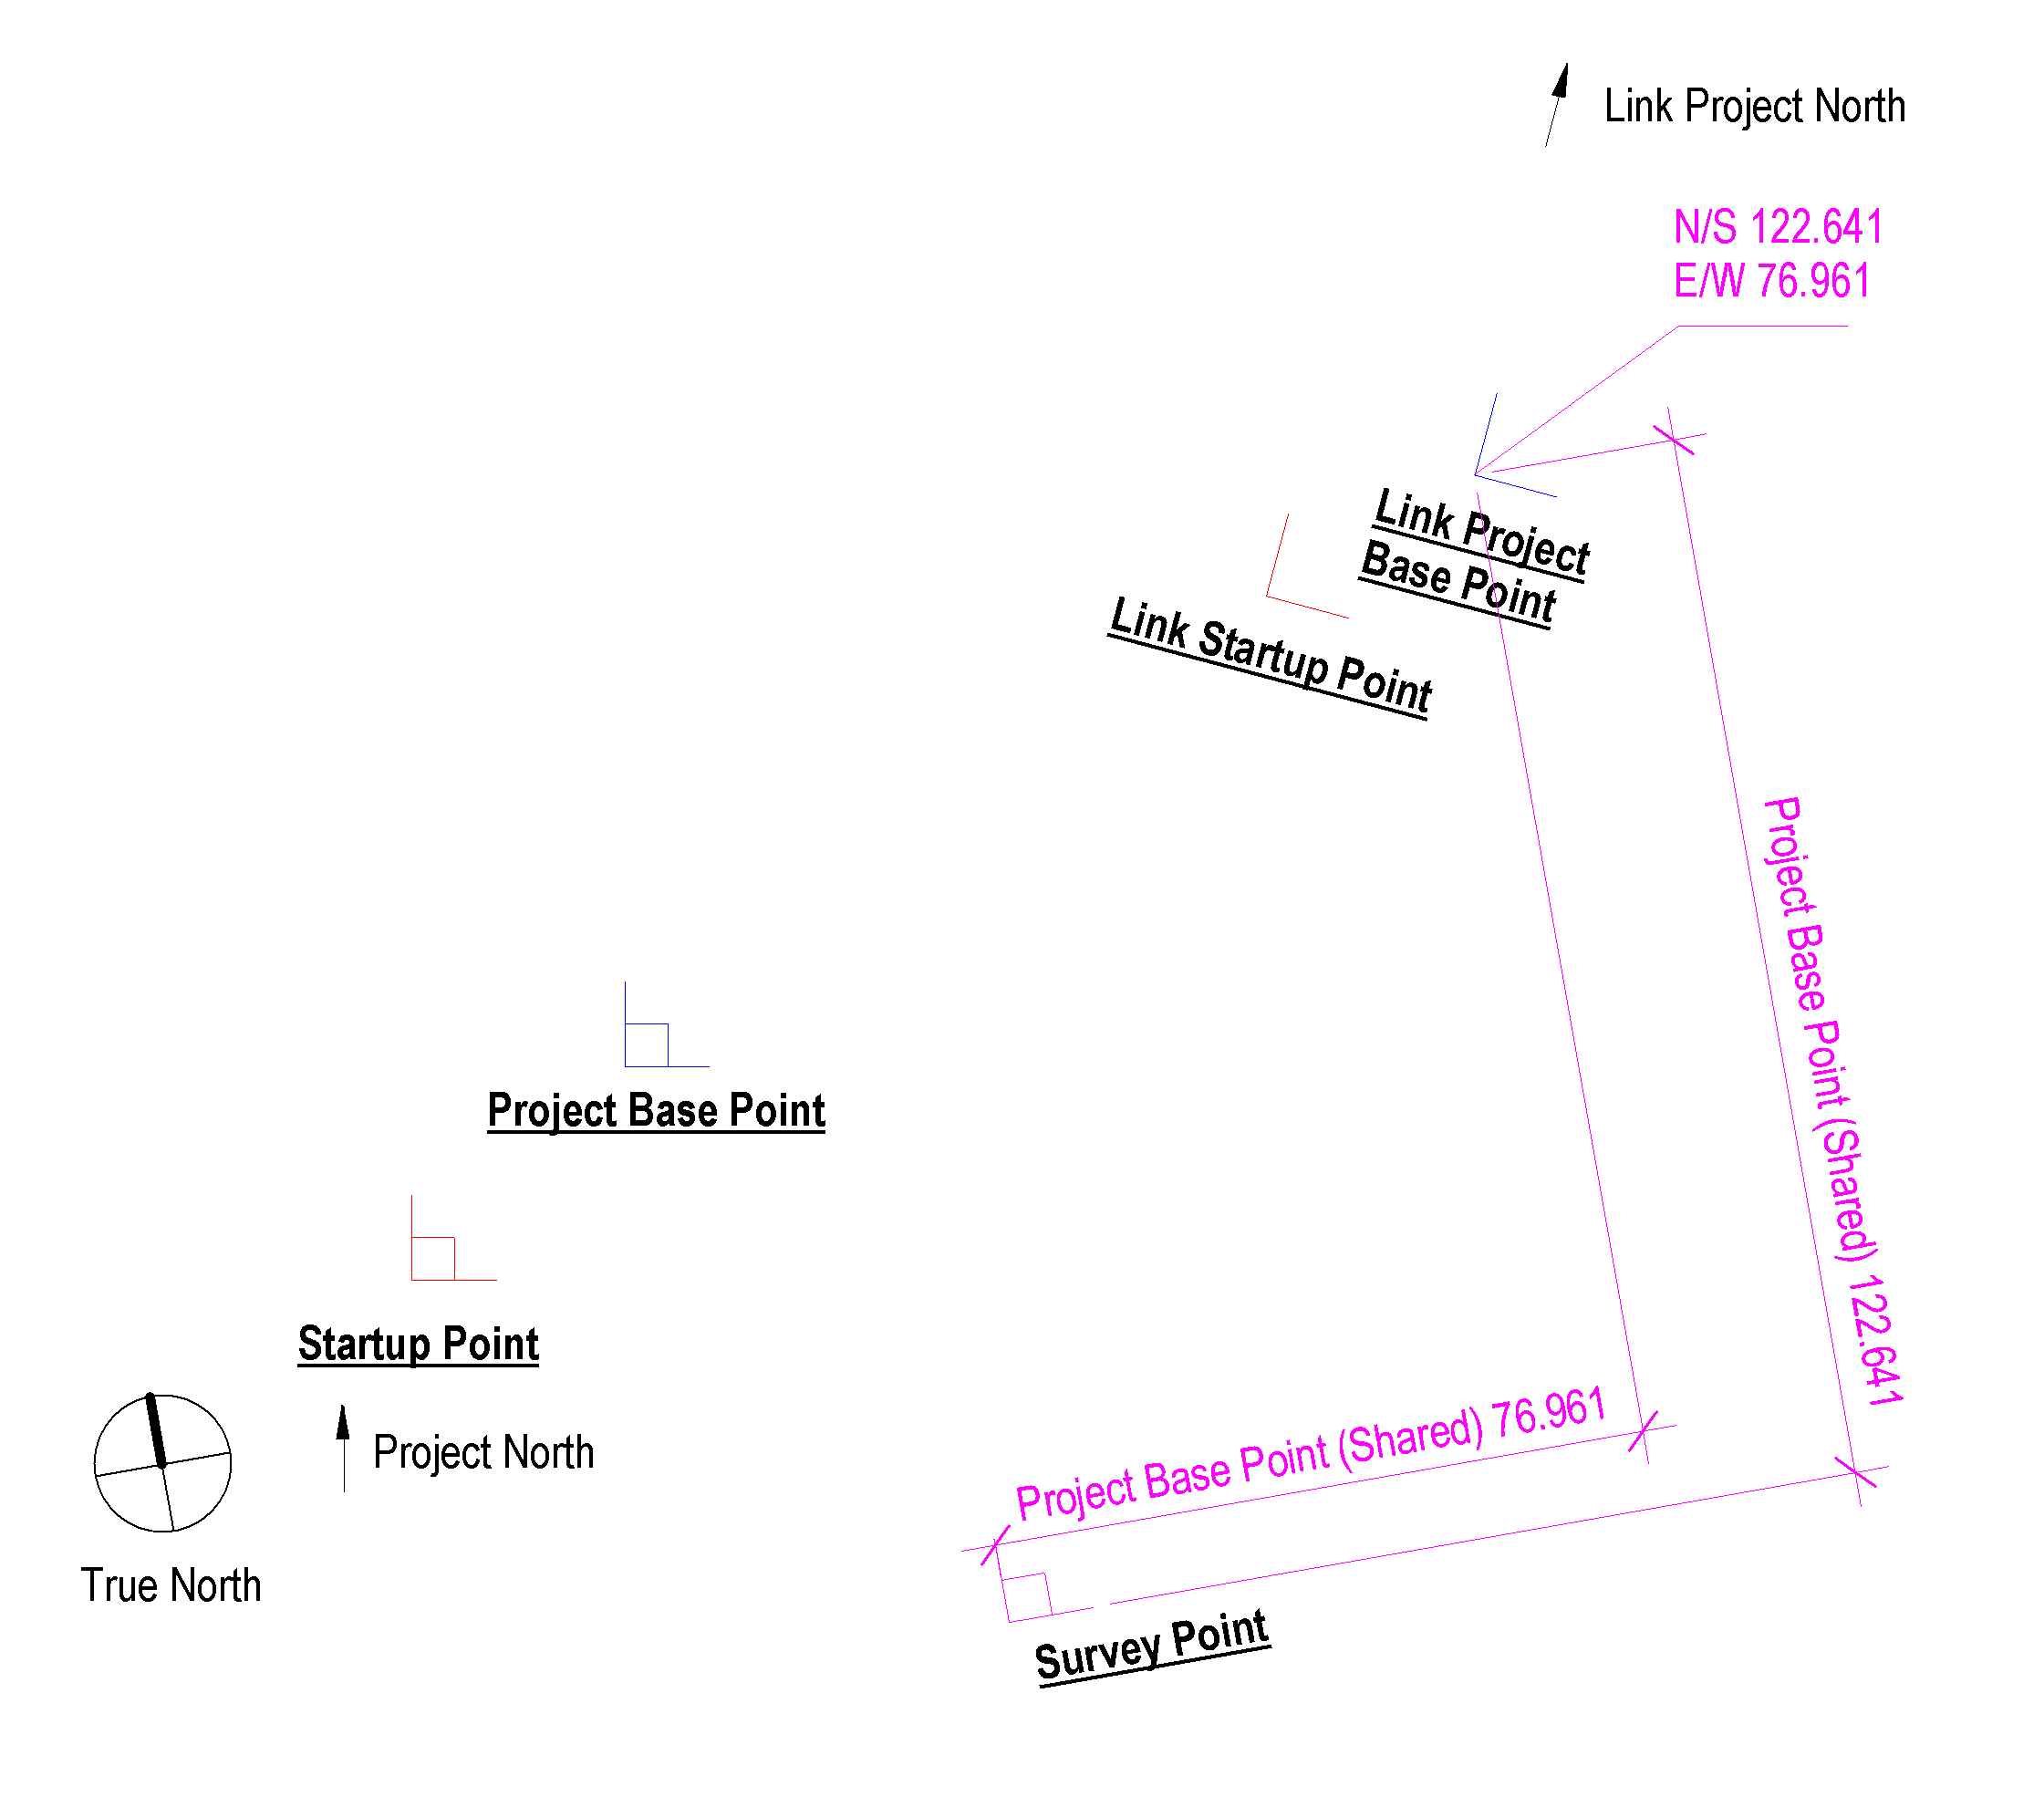 Link Project North
N/S 122.641
E/W 76.961
Link Project
Base Point
Link Startup Point
Project Base Point (Shared) 122.641
Project Base Point
Startup Point
Project North
True North
Project Base Point (Shared) 76.961
Survey Point